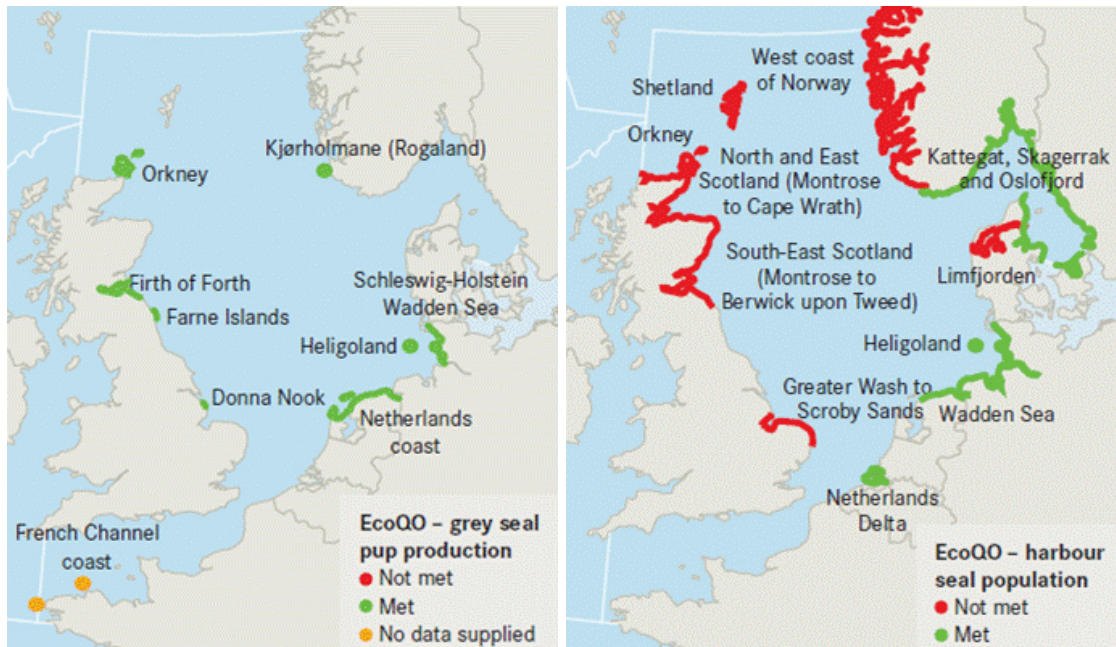 Orkney
Kjørholmane (Rogaland)
Firth of Forth
Farne Islands
Schleswig-Holstein
Wadden Sea
Heligoland
Donna Nook
Netherlands
coast
French Channel
coast
EcoQO – grey seal
pup production
Not met
Met
No data supplied
West coast
of Norway
Shetland
Orkney
North and East
Scotland (Montrose
to Cape Wrath)
Kattegat, Skagerrak
and Oslofjord
South-East Scotland
(Montrose to
Berwick upon Tweed)
Limfjorden
Heligoland
Greater Wash to
Scroby Sands
Wadden Sea
Netherlands
Delta
EcoQO – harbour
seal population
Not met
Met